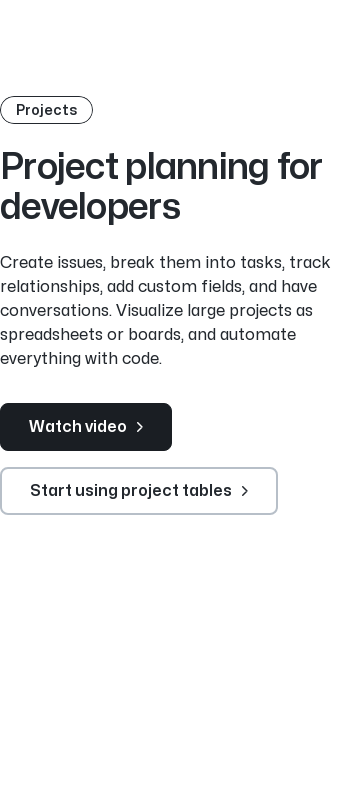 Projects
Project planning for
developers
Create issues, break them into tasks, track
relationships, add custom fields, and have
conversations. Visualize large projects as
spreadsheets or boards, and automate
everything with code.
Watch video
Start using project tables